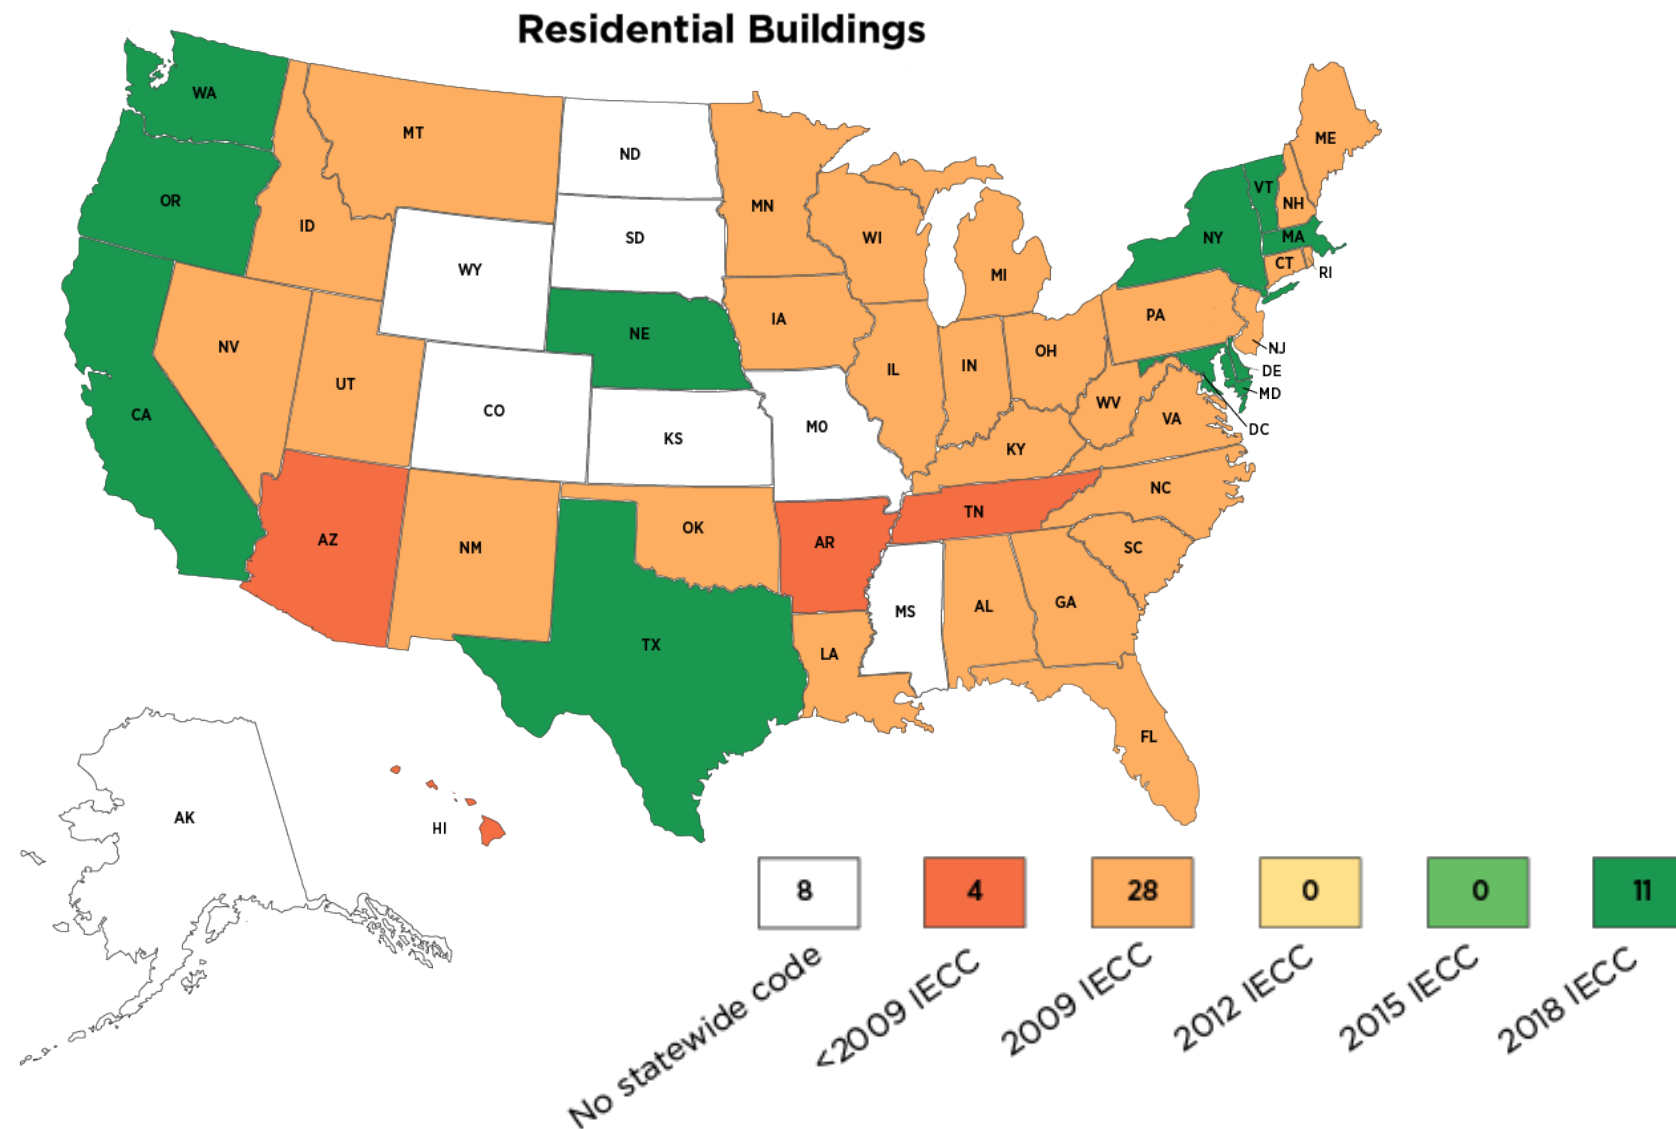 Residential Buildings
WA
MT
ND
ME
OR
ID
SD
MN
WI
VT
NH
NY
MA
CT
RI
WY
MI
NV
NE
IA
PA
NJ
UT
CO
IL
IN
OH
DE
MD
CA
KS
MO
WV
VA
DC
KY
AZ
NM
OK
AR
TN
NC
SC
TX
LA
MS
AL
GA
FL
AK
HI
8
4
28
0
0
11
No statewide code
<2009 IECC
2009 IECC
2012 IECC
2015 IECC
2018 IECC